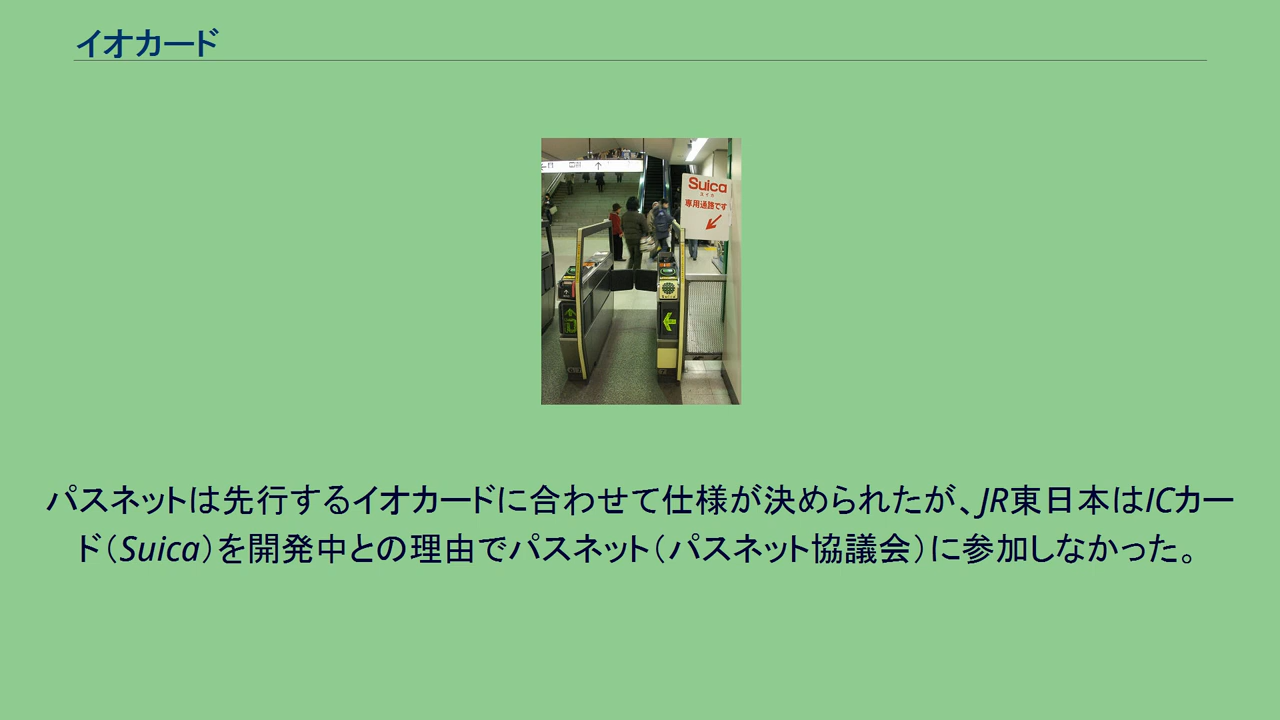 イオカード
Suica
スイカ
専用通路です
パスネットは先行するイオカードに合わせて仕様が決められたが、JR東日本はICカー
ド（Suica）を開発中との理由でパスネット（パスネット協議会）に参加しなかった。